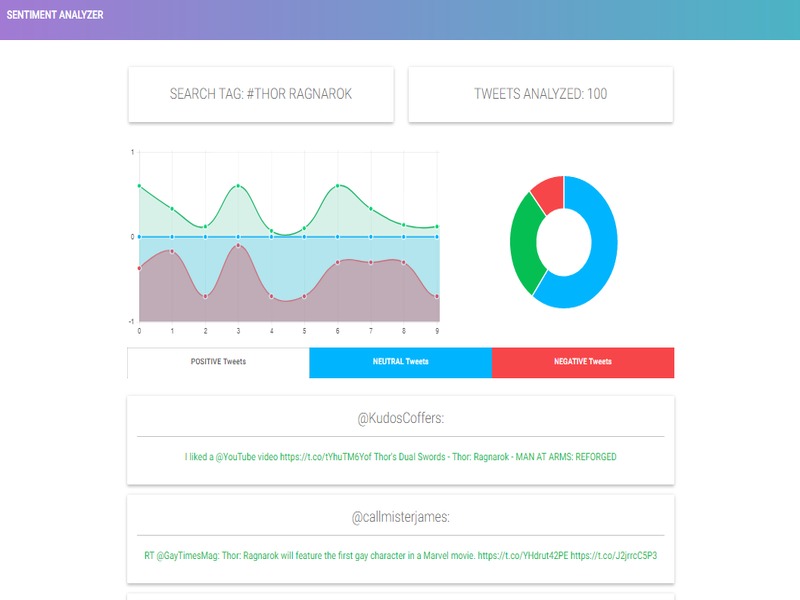 SENTIMENT ANALYZER
SEARCH TAG: #THOR RAGNAROK
TWEETS ANALYZED: 100
1
0
-1
0 1 2 3 4 5 6 7 8 9
POSITIVE Tweets
NEUTRAL Tweets
NEGATIVE Tweets
@KudosCoffers:
I liked a @YouTube video https://t.co/tYhuTM6Yof Thor's Dual Swords - Thor: Ragnarok - MAN AT ARMS: REFORGED
@callmisterjames:
RT @GayTimesMag: Thor: Ragnarok will feature the first gay character in a Marvel movie. https://t.co/YHdrut42PE https://t.co/J2jrrcC5P3